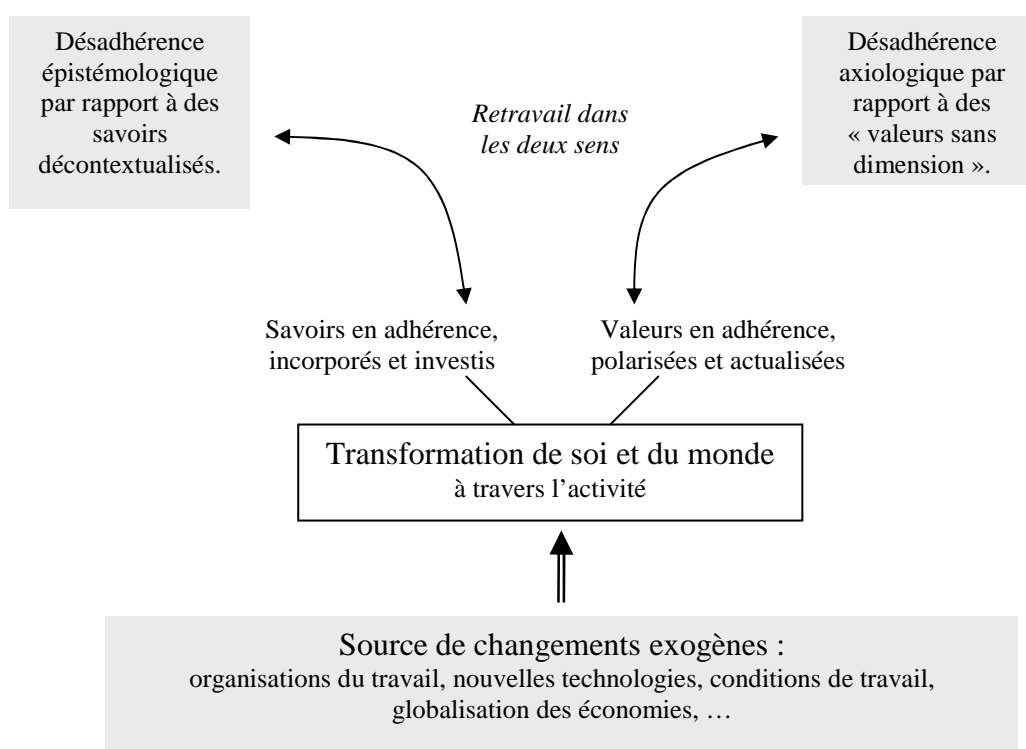 Désadhérence
épistémologique
par rapport à des
savoirs
décontextualisés.
Retravail dans
les deux sens
Désadhérence
axiologique par
rapport à des
« valeurs sans
dimension ».
Savoirs en adhérence,
incorporés et investis
Valeurs en adhérence,
polarisées et actualisées
Transformation de soi et du monde
à travers l’activité
Source de changements exogènes :
organisations du travail, nouvelles technologies, conditions de travail,
globalisation des économies, …